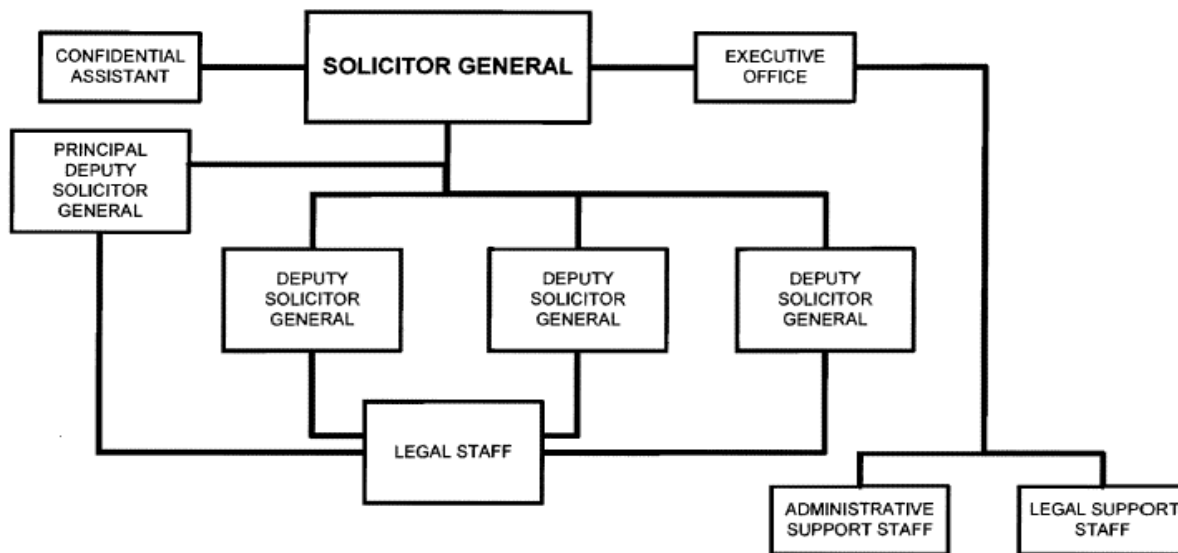 CONFIDENTIAL
ASSISTANT
SOLICITOR GENERAL
EXECUTIVE
OFFICE
PRINCIPAL
DEPUTY
SOLICITOR
GENERAL
DEPUTY
SOLICITOR
GENERAL
DEPUTY
SOLICITOR
GENERAL
DEPUTY
SOLICITOR
GENERAL
LEGAL STAFF
ADMINISTRATIVE
SUPPORT STAFF
LEGAL SUPPORT
STAFF